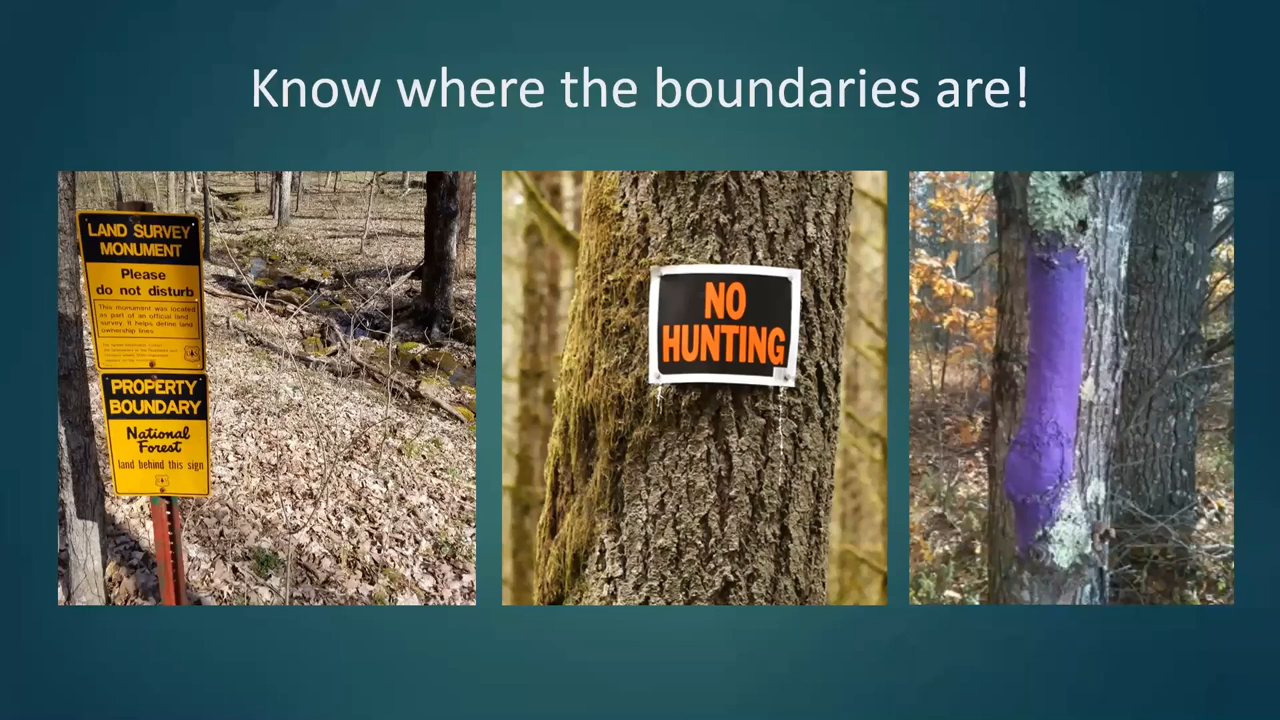 Know where the boundaries are!
LAND SURVEY
MONUMENT
Please
do not disturb
This monument was located
as part of an official land
survey. It helps define land
ownership lines.
PROPERTY
BOUNDARY
National
Forest
land behind this sign
NO
HUNTING